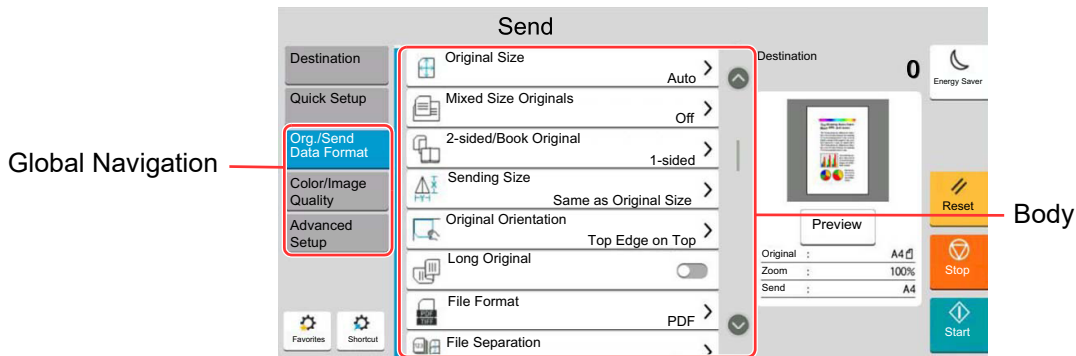 Send
Global Navigation
Destination
Quick Setup
Org./Send
Data Format
Color/Image
Quality
Advanced
Setup
Favorites
Shortcut
Original Size
Auto
Mixed Size Originals
Off
2-sided/Book Original
1-sided
Sending Size
Same as Original Size
Original Orientation
Top Edge on Top
Long Original
File Format
PDF
TIFF
PDF
File Separation
Destination
0
Preview
Original : A4
Zoom : 100%
Send : A4
Energy Saver
Reset
Stop
Start
Body